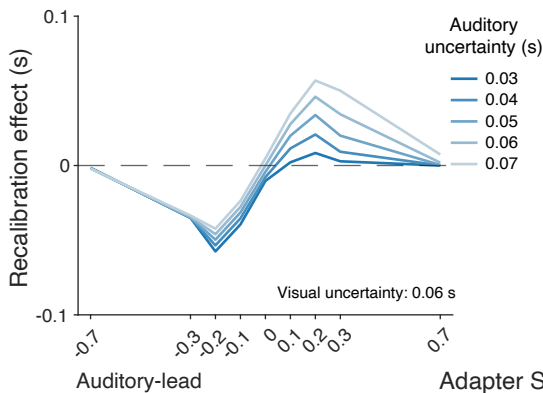 0.1
Auditory
uncertainty (s)
0.03
0.04
0.05
0.06
0.07
Recalibration effect (s)
0
Visual uncertainty: 0.06 s
-0.1
-0.7
-0.3
-0.2
-0.1
0
0.1
0.2
0.3
0.7
Auditory-lead
Adapter S